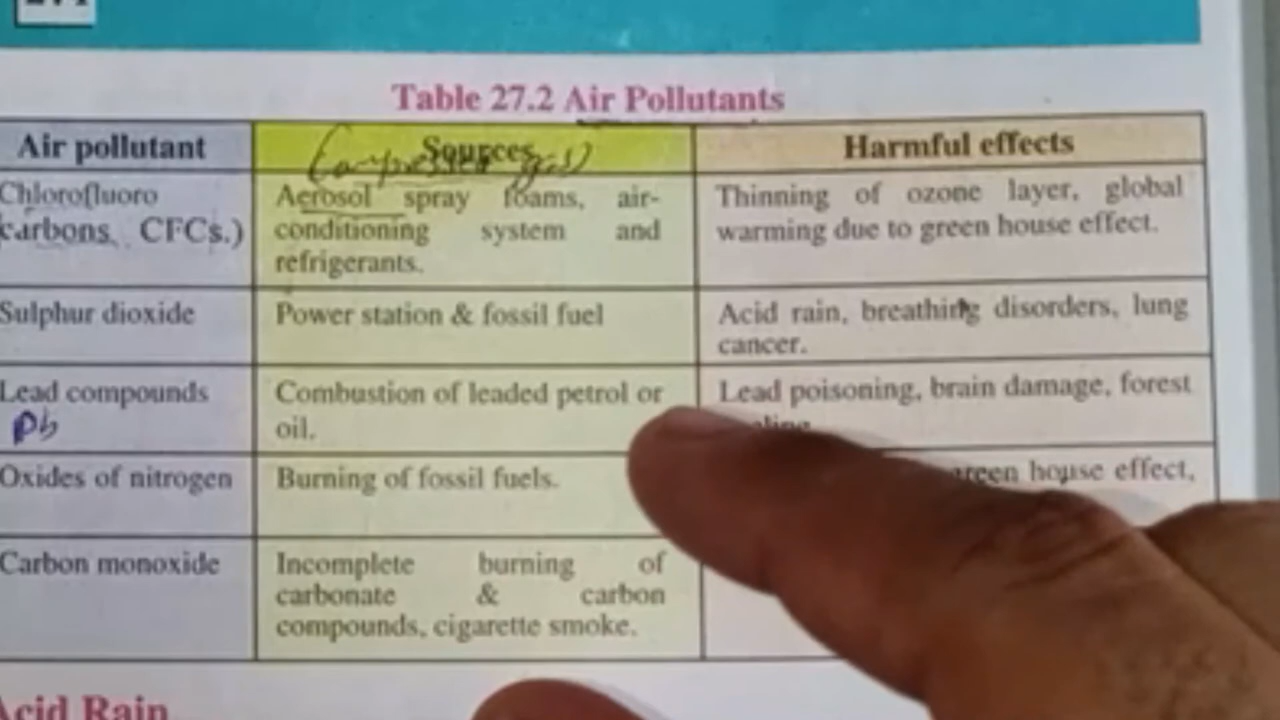 Table 27.2 Air Pollutants
Air pollutant Sources Harmful effects
Chlorofluoro
carbons, CFCs.)
Aerosol spray foams, air-
conditioning system and
refrigerants.
Thinning of ozone layer, global
warming due to green house effect.
Sulphur dioxide
Power station & fossil fuel
Acid rain, breathing disorders, lung
cancer.
Lead compounds
Pb
Combustion of leaded petrol or
oil.
Lead poisoning, brain damage, forest
Oxides of nitrogen
Burning of fossil fuels.
green house effect,
Carbon monoxide
Incomplete burning of
carbonate & carbon
compounds, cigarette smoke.
Acid Rain